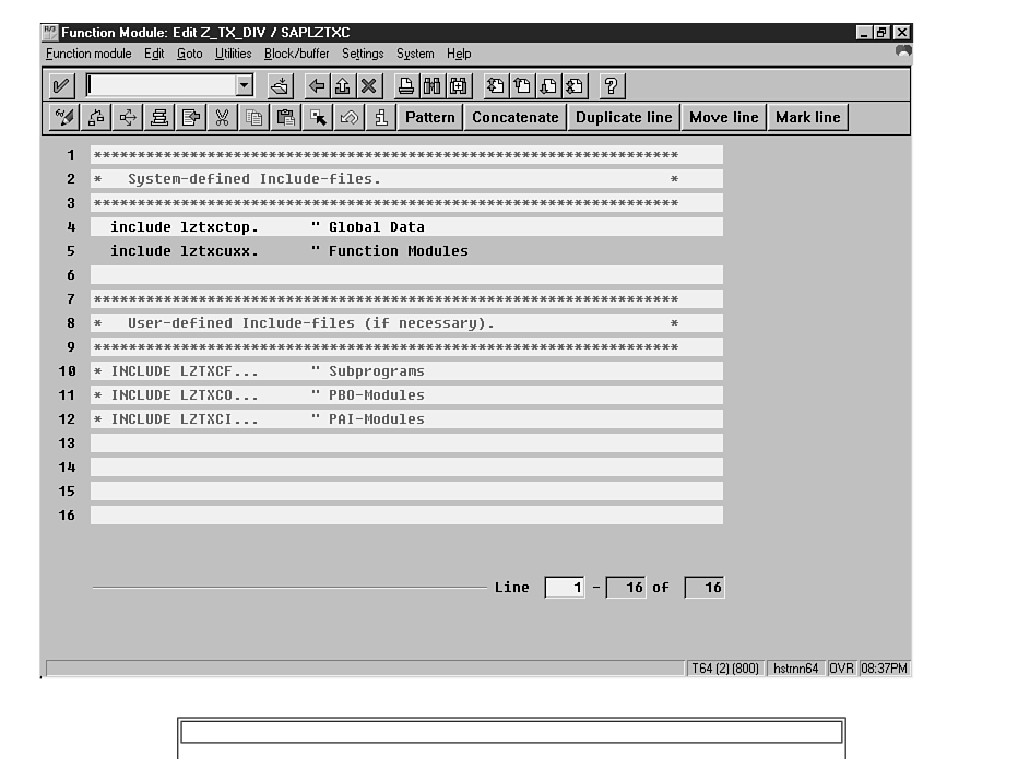 Function Module: Edit Z_TX_DIV / SAPLZTXC
Function module Edit Goto Utilities Block/buffer Settings System Help
Pattern Concatenate Duplicate line Move line Mark line
1 *******************************************************************
2 *   System-defined Include-files.                                 *
3 *******************************************************************
4   include lztxctop.      " Global Data
5   include lztxcuxx.      " Function Modules
6
7 *******************************************************************
8 *   User-defined Include-files (if necessary).                    *
9 *******************************************************************
10 * INCLUDE LZTXCF...      " Subprograms
11 * INCLUDE LZTXCO...      " PBO-Modules
12 * INCLUDE LZTXCI...      " PAI-Modules
13
14
15
16
Line 1 - 16 of 16
T64 (2) (800) hstmn64 OVR 08:37PM